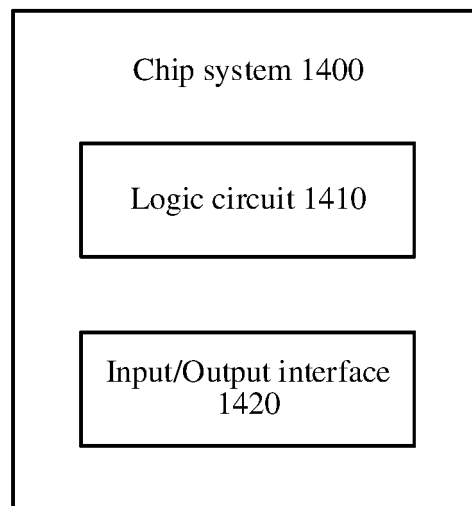 Chip system 1400
Logic circuit 1410
Input/Output interface
1420